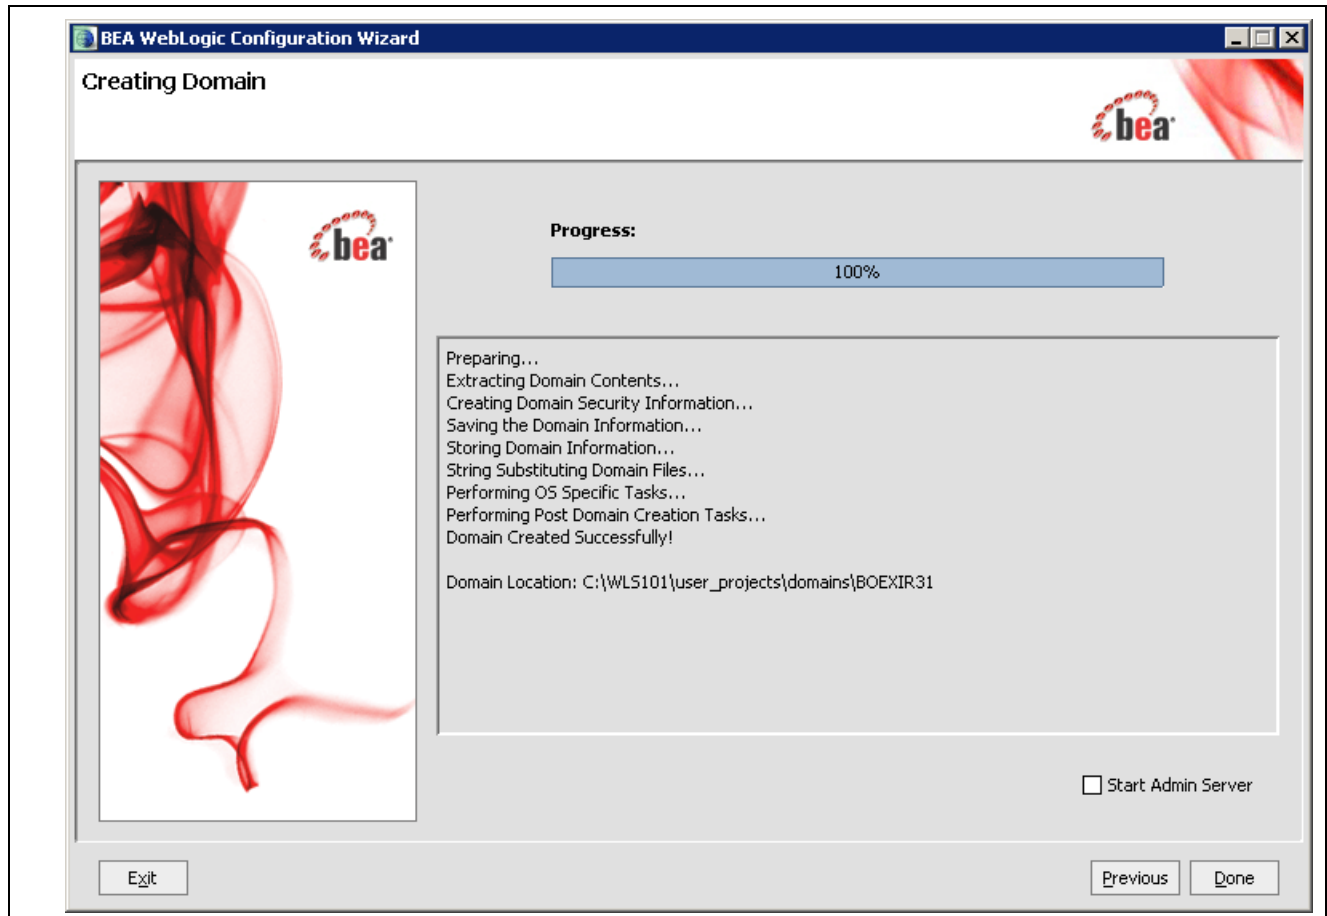 BEA WebLogic Configuration Wizard
Creating Domain
bea
bea
Progress:
100%
Preparing...
Extracting Domain Contents...
Creating Domain Security Information...
Saving the Domain Information...
Storing Domain Information...
String Substituting Domain Files...
Performing OS Specific Tasks...
Performing Post Domain Creation Tasks...
Domain Created Successfully!
Domain Location: C:\WLS101\user_projects\domains\BOEXIR31
Start Admin Server
Exit
Previous
Done